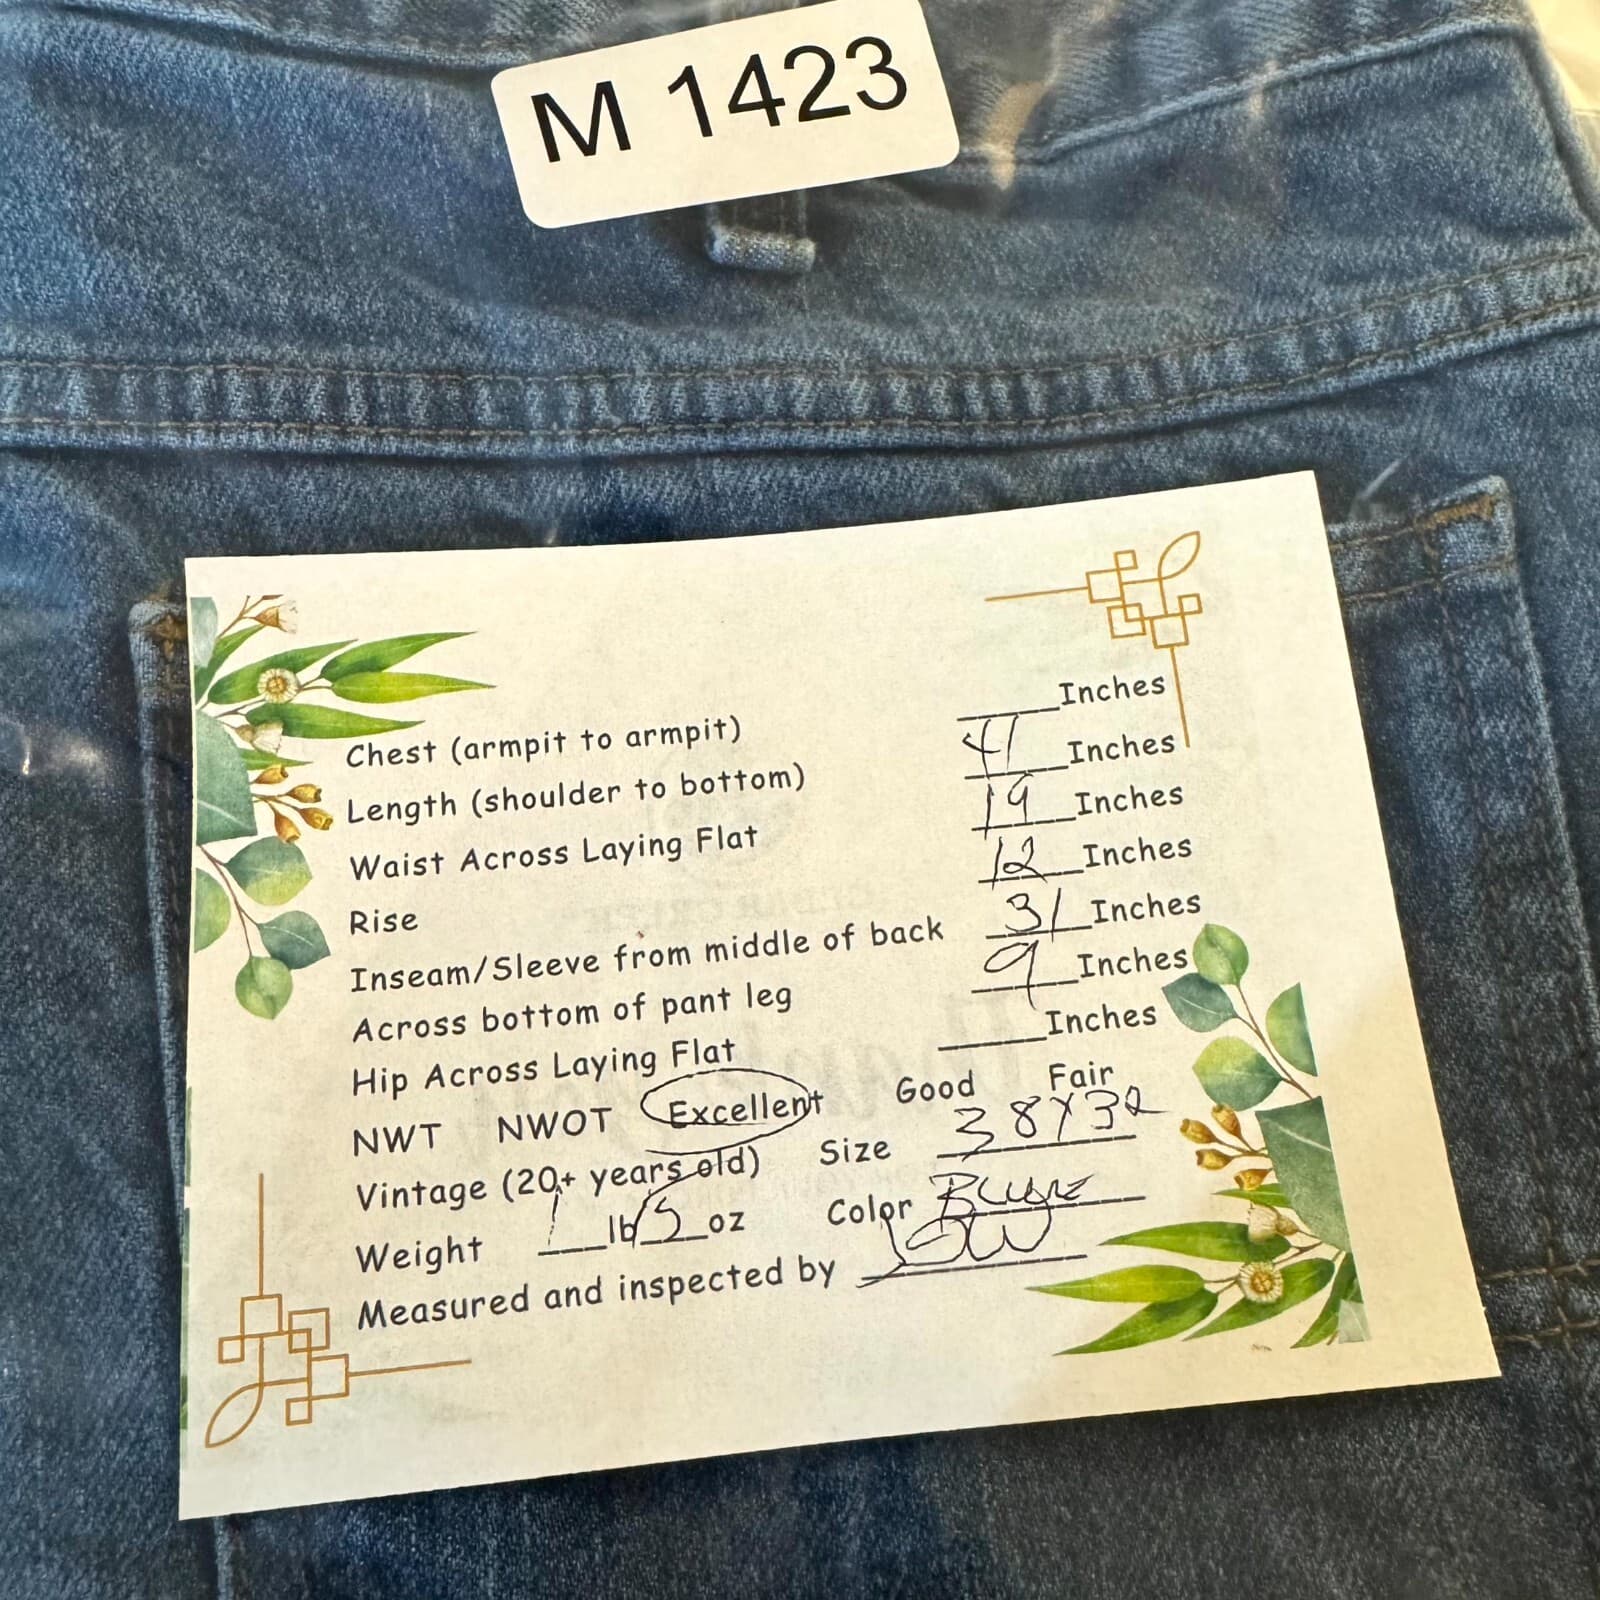 M 1423
Chest (armpit to armpit) ____Inches
Length (shoulder to bottom) 41 Inches
Waist Across Laying Flat 19 Inches
Rise 12 Inches
Inseam/Sleeve from middle of back 31 Inches
Across bottom of pant leg 9 Inches
Hip Across Laying Flat ____Inches
NWT NWOT Excellent Good Fair
Vintage (20+ years old) Size 38X32
Weight 1 lb 5 oz Color Blue
Measured and inspected by